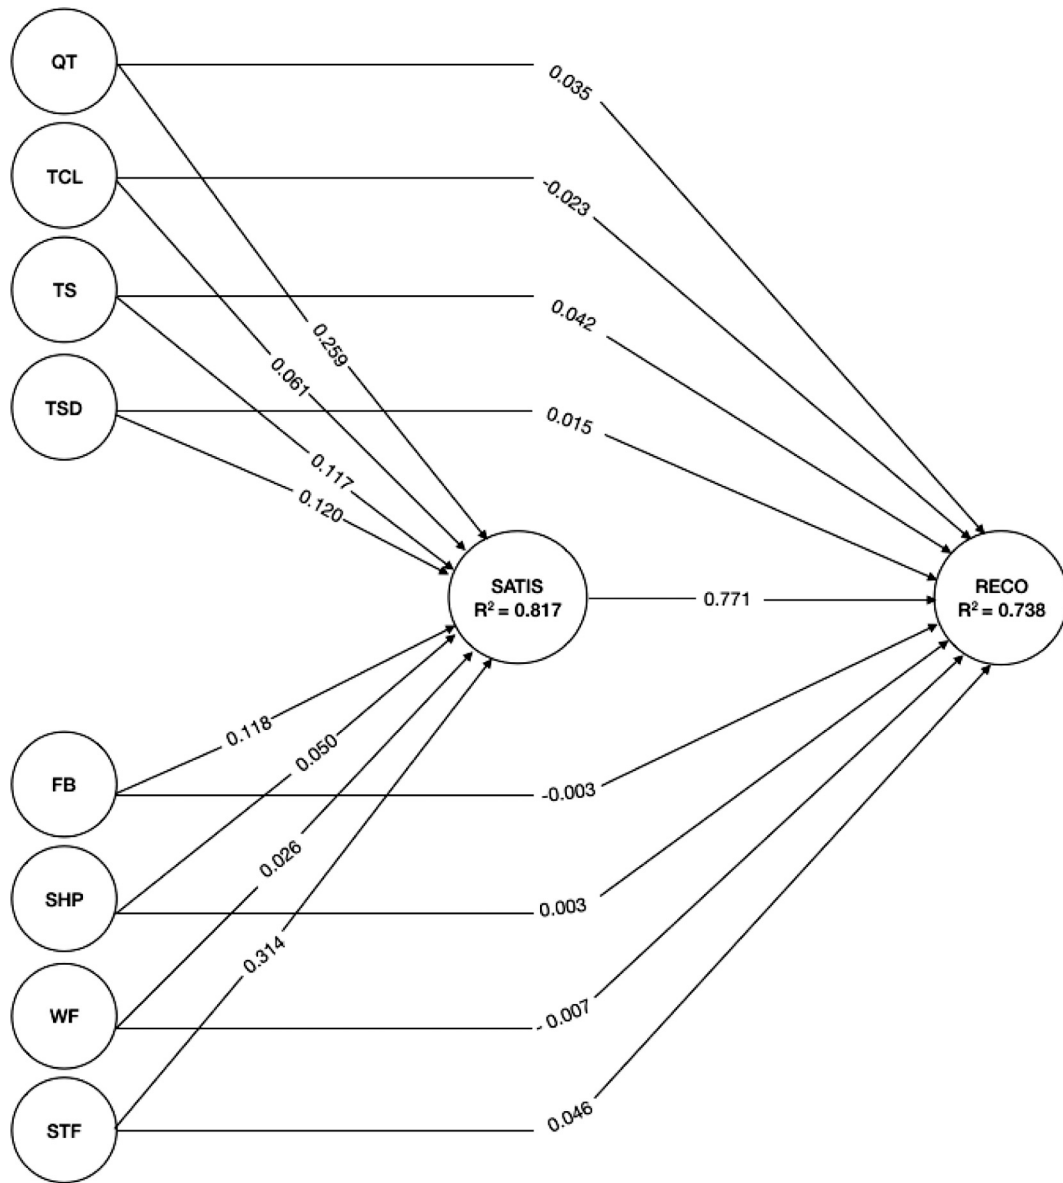 QT
0.035
TCL
-0.023
TS
0.042
0.259
0.061
TSD
0.015
0.117
0.120
SATIS
R² = 0.817
0.771
RECO
R² = 0.738
0.118
0.050
FB
-0.003
0.026
SHP
0.003
0.314
WF
- 0.007
STF
0.046